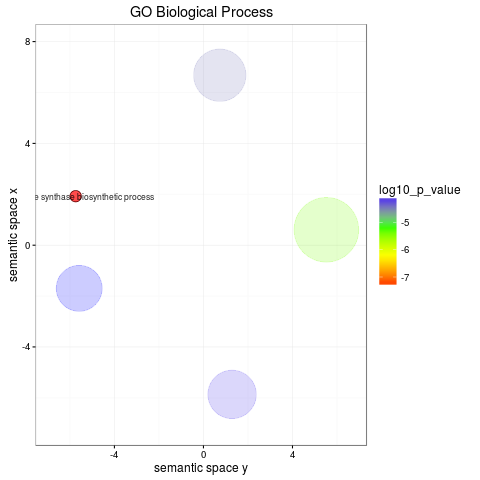 GO Biological Process
8
4
0
-4
semantic space x
e synthase biosynthetic process
-4
0
4
semantic space y
log10_p_value
-5
-6
-7